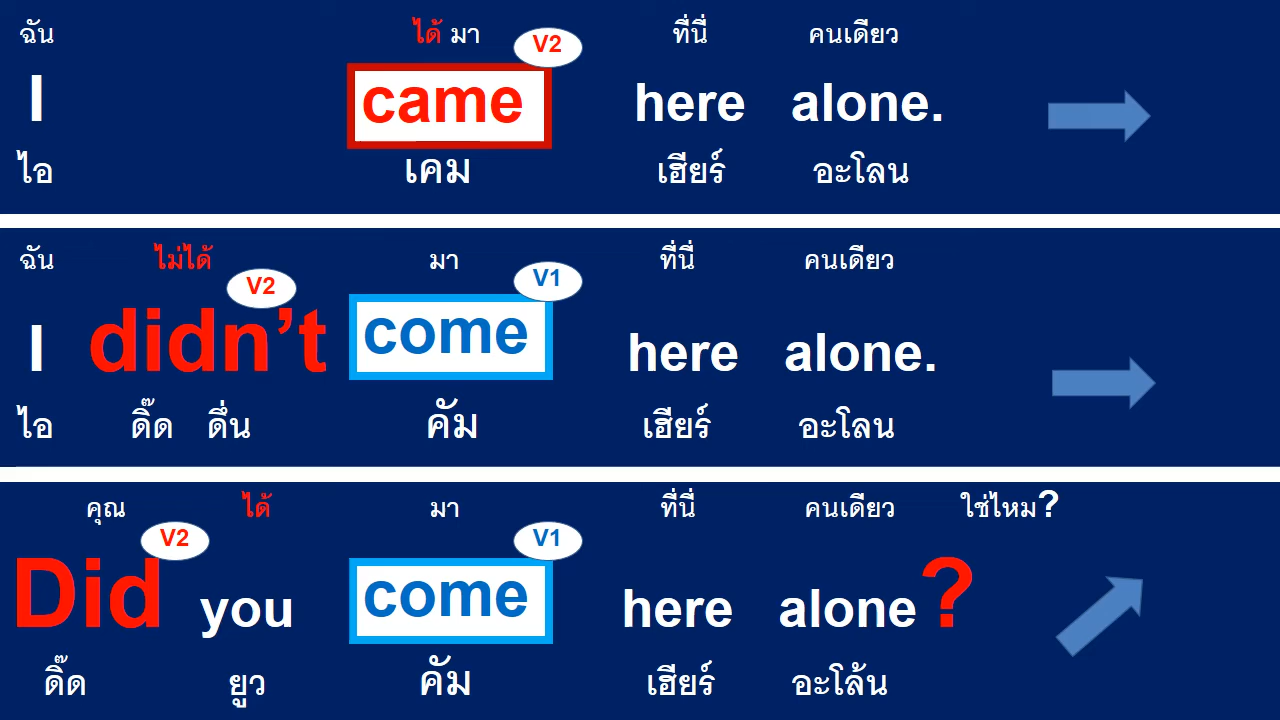 ฉัน ได้ มา ที่นี่ คนเดียว
V2
I came here alone.
ไอ เคม เฮียร์ อะโลน
ฉัน ไม่ได้ มา ที่นี่ คนเดียว
V2 V1
I didn’t come here alone.
ไอ ดิ๊ด ดึ่น คัม เฮียร์ อะโลน
คุณ ได้ มา ที่นี่ คนเดียว ใช่ไหม?
V2 V1
Did you come here alone?
ดิ๊ด ยูว คัม เฮียร์ อะโล้น